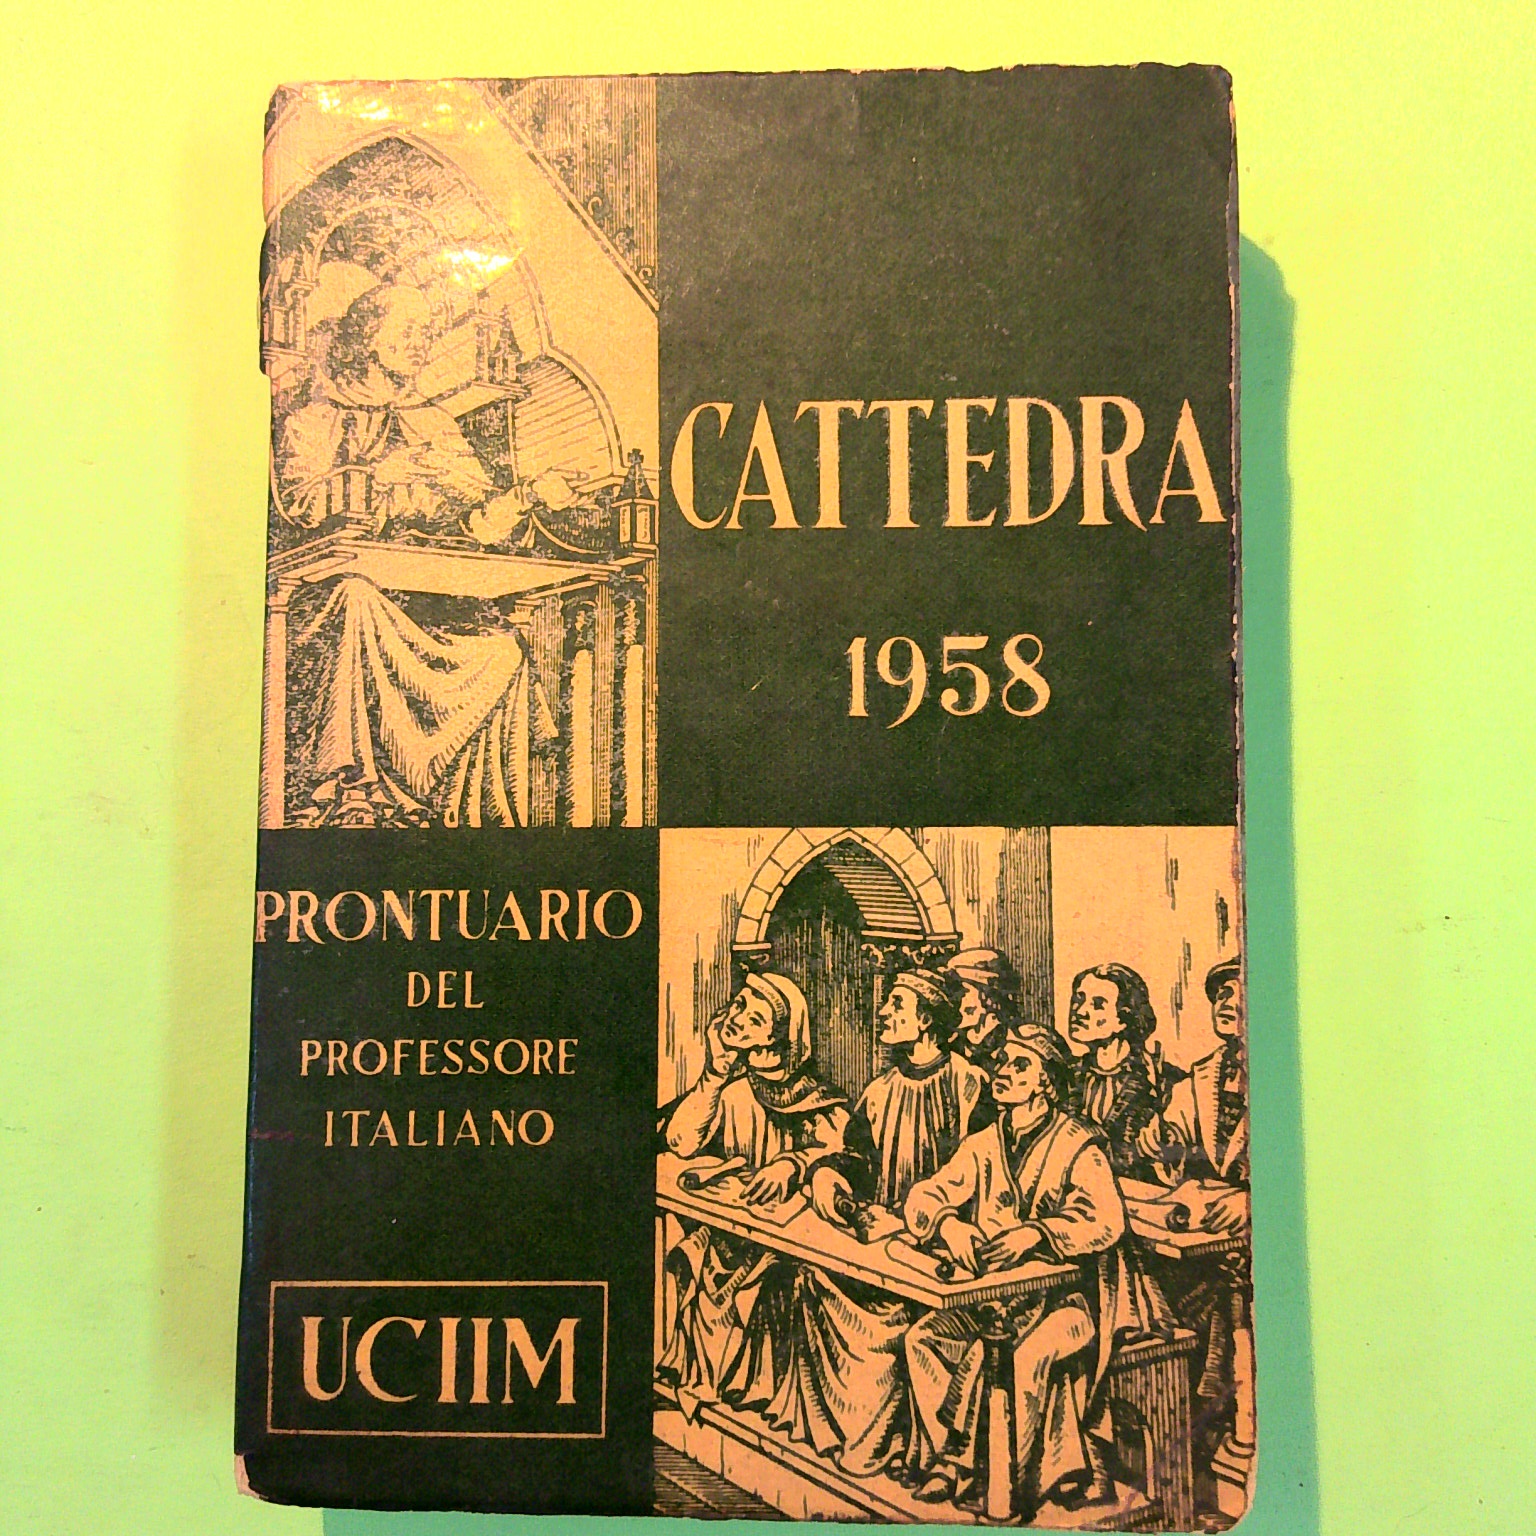 CATTEDRA
1958
PRONTUARIO
DEL
PROFESSORE
ITALIANO
UCIIM